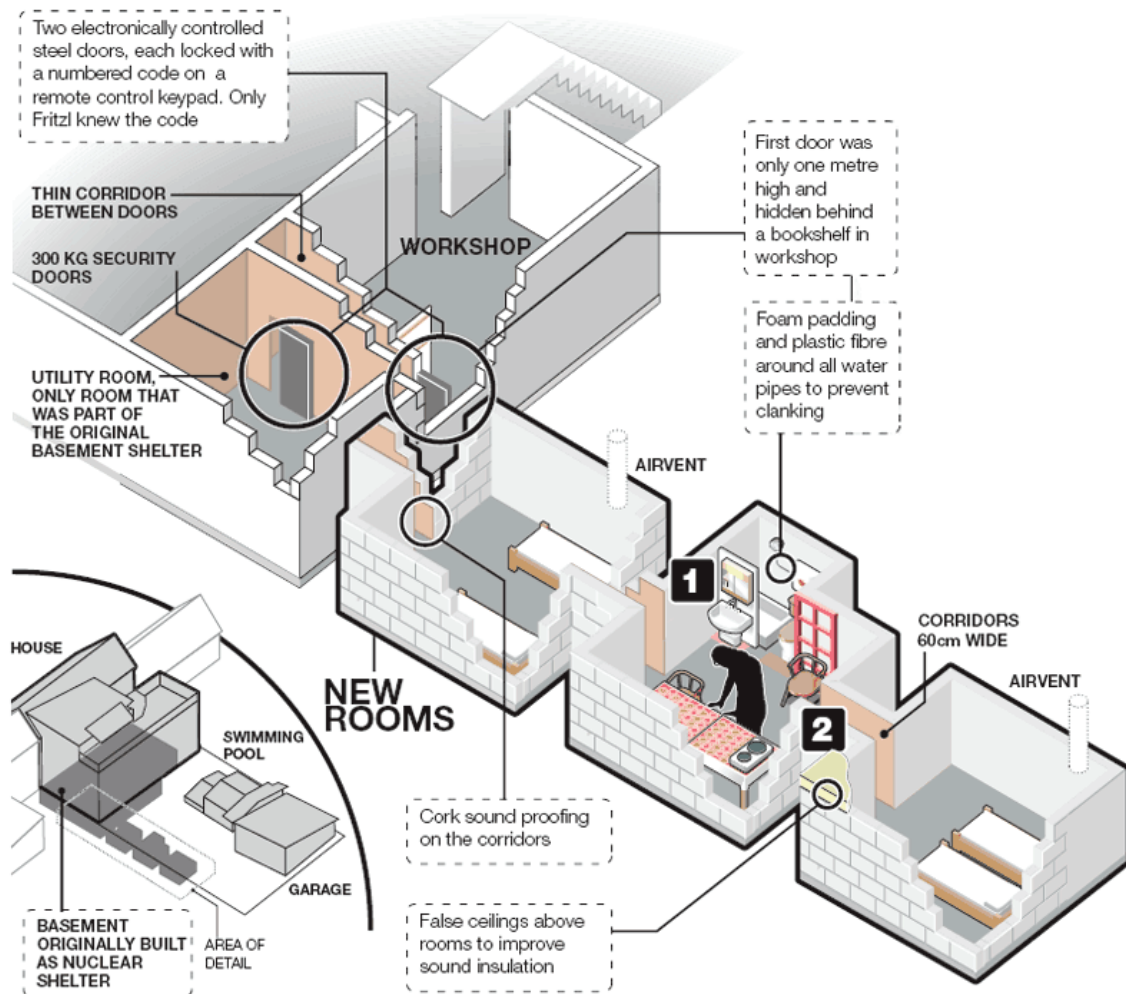 Two electronically controlled
steel doors, each locked with
a numbered code on a
remote control keypad. Only
Fritzl knew the code
First door was
only one metre
high and
hidden behind
a bookshelf in
workshop
THIN CORRIDOR
BETWEEN DOORS
WORKSHOP
300 KG SECURITY
DOORS
Foam padding
and plastic fibre
around all water
pipes to prevent
clanking
UTILITY ROOM,
ONLY ROOM THAT
WAS PART OF
THE ORIGINAL
BASEMENT SHELTER
AIRVENT
1
CORRIDORS
60cm WIDE
HOUSE
NEW
ROOMS
AIRVENT
SWIMMING
POOL
2
Cork sound proofing
on the corridors
GARAGE
BASEMENT
ORIGINALLY BUILT
AS NUCLEAR
SHELTER
AREA OF
DETAIL
False ceilings above
rooms to improve
sound insulation